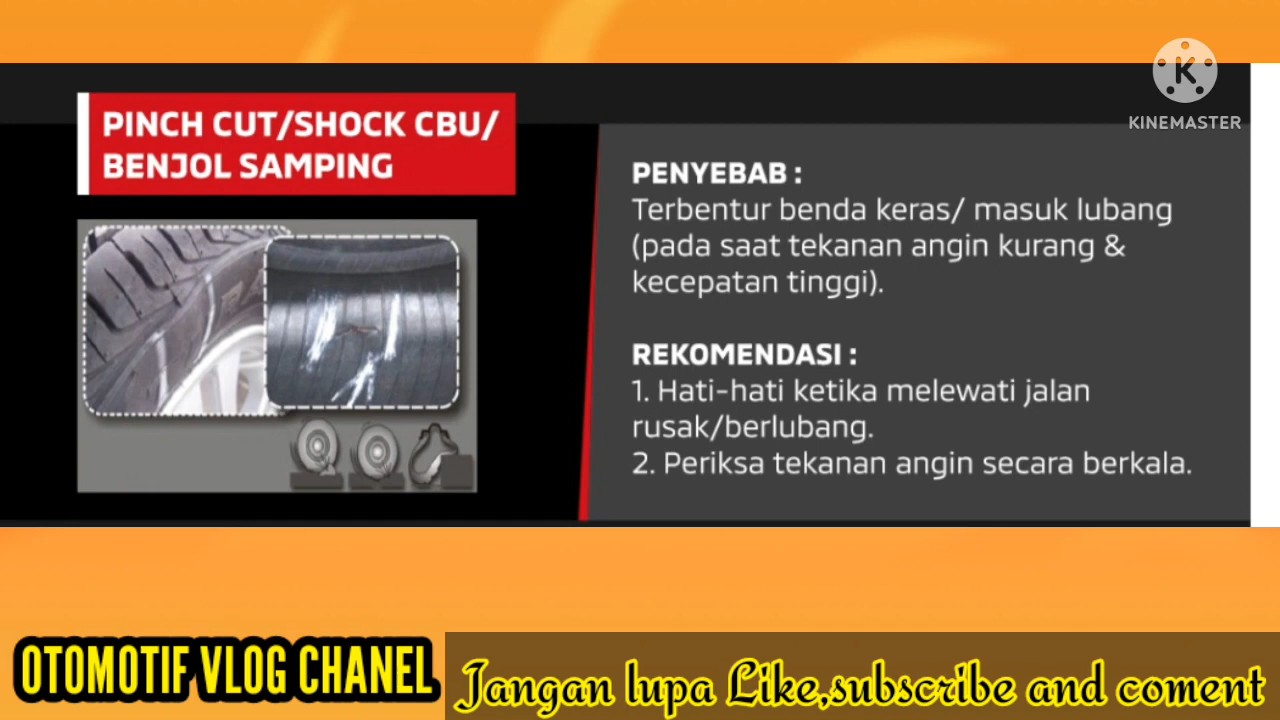 KINEMASTER
PINCH CUT/SHOCK CBU/
BENJOL SAMPING
PENYEBAB :
Terbentur benda keras/ masuk lubang
(pada saat tekanan angin kurang &
kecepatan tinggi).
REKOMENDASI :
1. Hati-hati ketika melewati jalan
rusak/berlubang.
2. Periksa tekanan angin secara berkala.
OTOMOTIF VLOG CHANEL
Jangan lupa Like,subscribe and coment